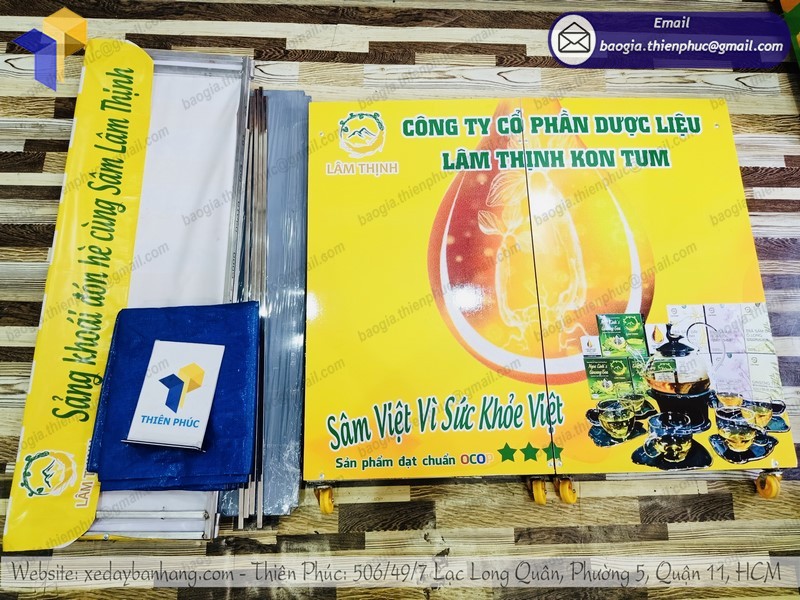 Email
baogia.thienphuc@gmail.com
Sảng khoái đón hè cùng Sâm Lâm Thịnh
LÂM THỊNH
CÔNG TY CỔ PHẦN DƯỢC LIỆU
LÂM THỊNH KON TUM
LÂM THỊNH
Sâm Việt Vì Sức Khỏe Việt
Sản phẩm đạt chuẩn OCOP
THIÊN PHÚC
Website: xedaybanhang.com - Thiên Phúc: 506/49/7 Lạc Long Quân, Phường 5, Quận 11, HCM